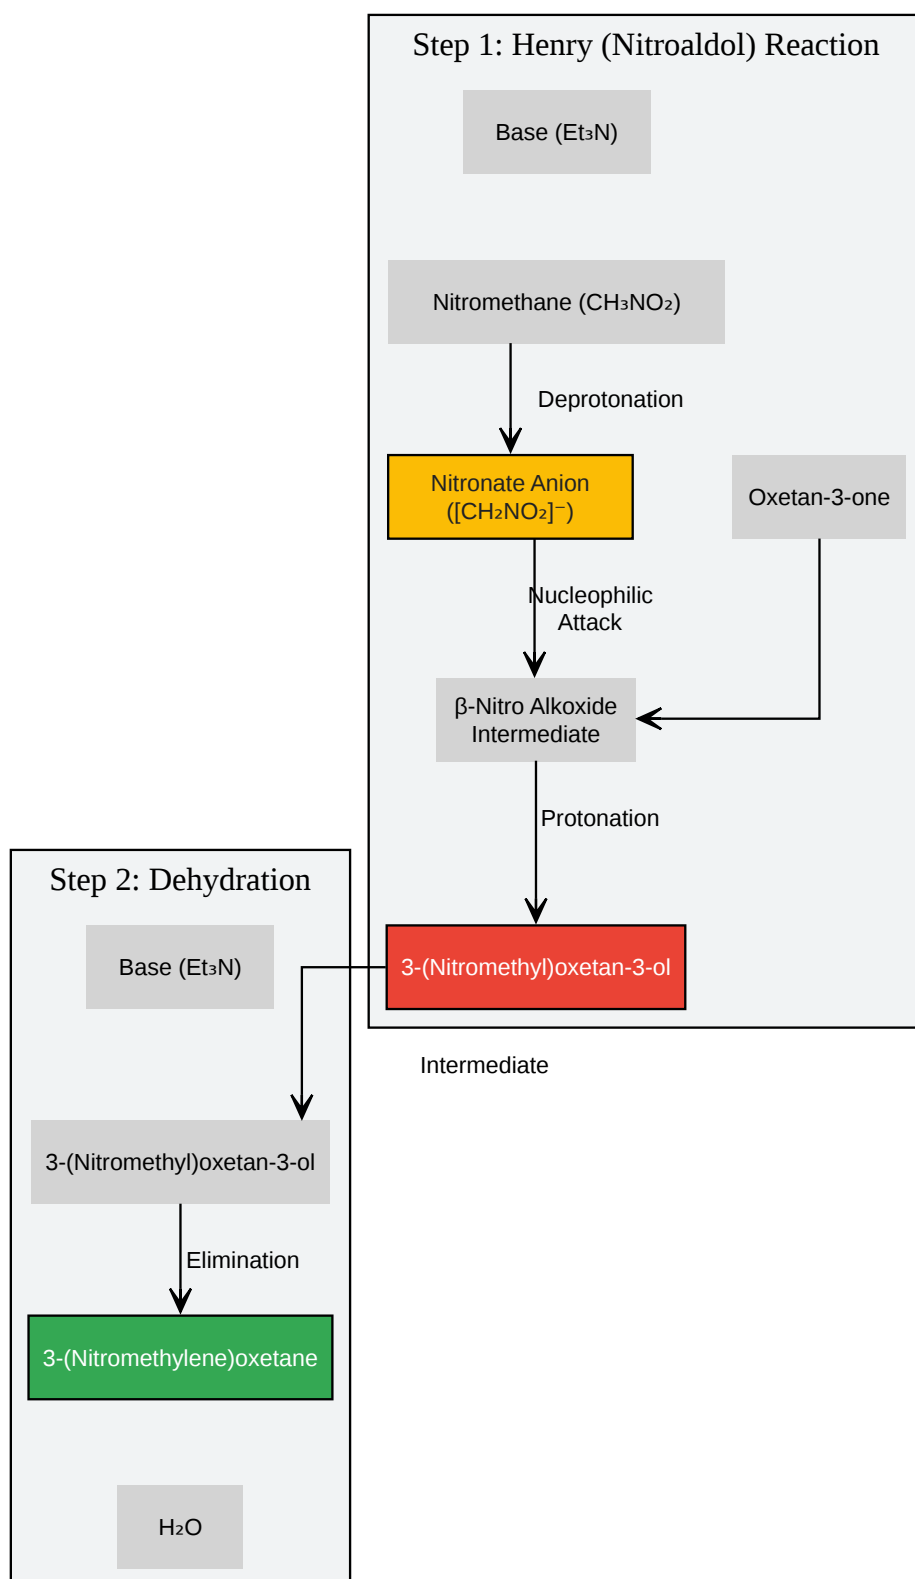 Step 1: Henry (Nitroaldol) Reaction
Base (Et₃N)
Nitromethane (CH₃NO₂)
Deprotonation
Nitronate Anion
([CH₂NO₂]⁻)
Oxetan-3-one
Nucleophilic
Attack
β-Nitro Alkoxide
Intermediate
Protonation
3-(Nitromethyl)oxetan-3-ol
Intermediate
Step 2: Dehydration
Base (Et₃N)
3-(Nitromethyl)oxetan-3-ol
Elimination
3-(Nitromethylene)oxetane
H₂O